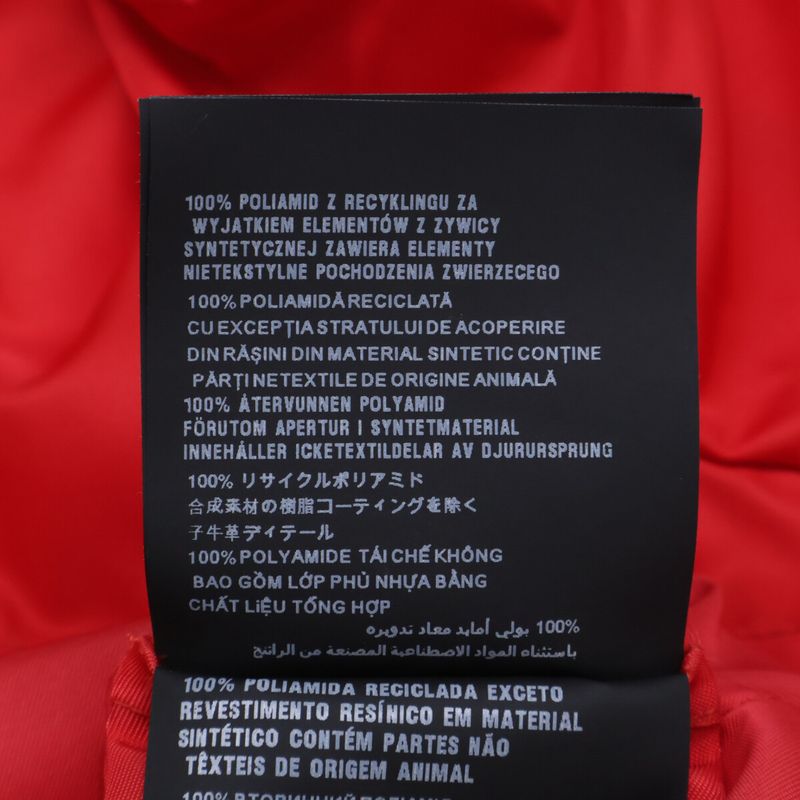 100% POLIAMID Z RECYKLINGU ZA
WYJATKIEM ELEMENTÓW Z ZYWICY
SYNTETYCZNEJ ZAWIERA ELEMENTY
NIETEKSTYLNE POCHODZENIA ZWIERZECEGO
100% POLIAMIDĂ RECICLATĂ
CU EXCEPȚIA STRATULUI DE ACOPERIRE
DIN RĂȘINI DIN MATERIAL SINTETIC CONȚINE
PĂRȚI NETEXTILE DE ORIGINE ANIMALĂ
100% ÅTERVUNNEN POLYAMID
FÖRUTOM APERTUR I SYNTETMATERIAL
INNEHÅLLER ICKETEXTILDELAR AV DJURURSPRUNG
100% リサイクルポリアミド
合成素材の樹脂コーティングを除く
子牛革ディテール
100% POLYAMIDE TÁI CHẾ KHÔNG
BAO GỒM LỚP PHỦ NHỰA BẰNG
CHẤT LIỆU TỔNG HỢP
100% بولي أمايد معاد تدويره
باستثناء المواد الاصطناعية المصنعة من الراتنج
100% POLIAMIDA RECICLADA EXCETO
REVESTIMENTO RESÍNICO EM MATERIAL
SINTÉTICO CONTÉM PARTES NÃO
TÊXTEIS DE ORIGEM ANIMAL